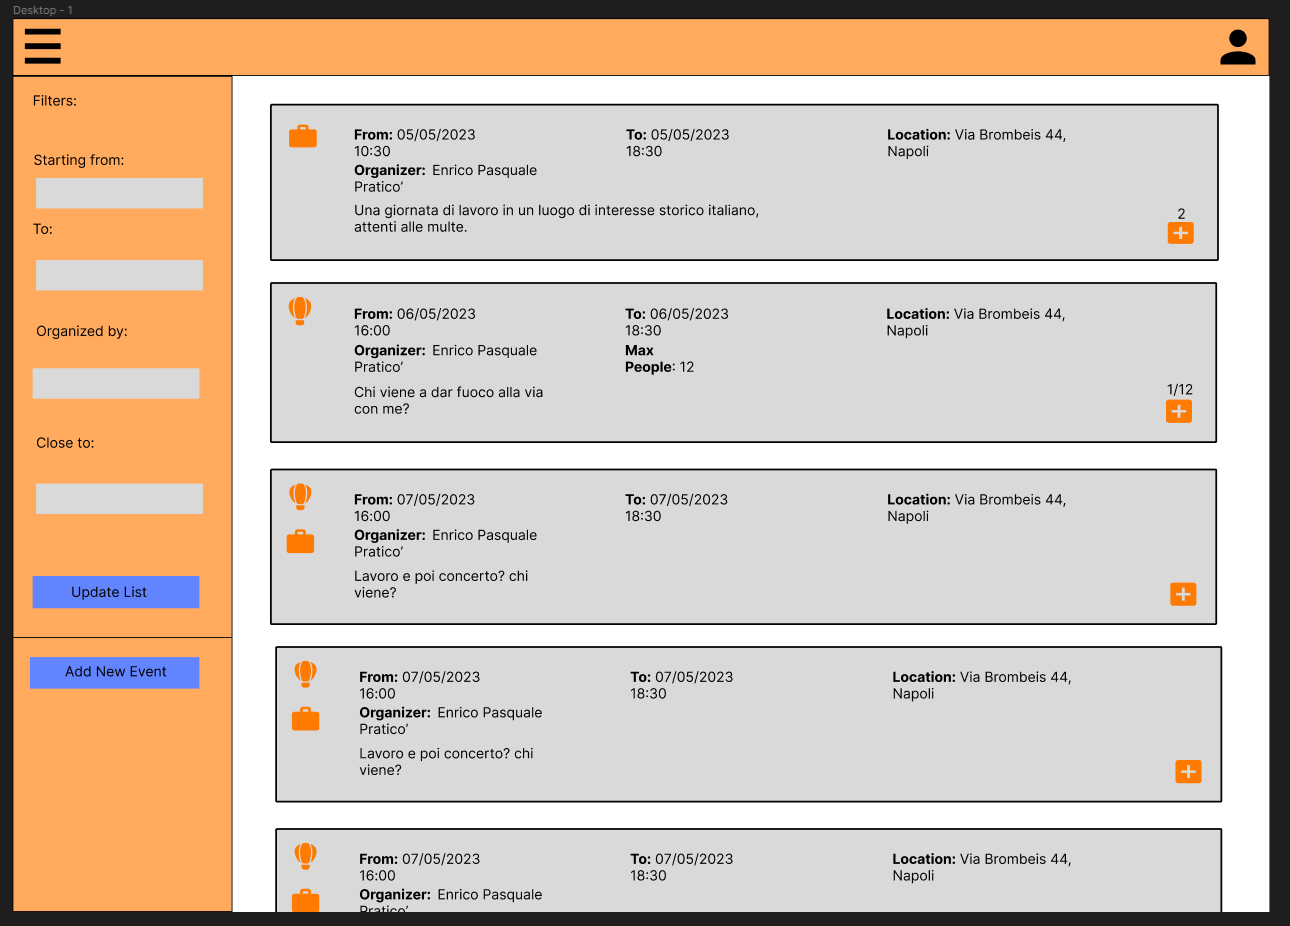 Desktop - 1
Filters:
Starting from:
To:
Organized by:
Close to:
Update List
Add New Event
From: 05/05/2023
10:30
To: 05/05/2023
18:30
Location: Via Brombeis 44,
Napoli
Organizer: Enrico Pasquale
Pratico’
Una giornata di lavoro in un luogo di interesse storico italiano,
attenti alle multe.
2
From: 06/05/2023
16:00
To: 06/05/2023
18:30
Location: Via Brombeis 44,
Napoli
Organizer: Enrico Pasquale
Pratico’
Max
People: 12
Chi viene a dar fuoco alla via
con me?
1/12
From: 07/05/2023
16:00
To: 07/05/2023
18:30
Location: Via Brombeis 44,
Napoli
Organizer: Enrico Pasquale
Pratico’
Lavoro e poi concerto? chi
viene?
From: 07/05/2023
16:00
To: 07/05/2023
18:30
Location: Via Brombeis 44,
Napoli
Organizer: Enrico Pasquale
Pratico’
Lavoro e poi concerto? chi
viene?
From: 07/05/2023
16:00
To: 07/05/2023
18:30
Location: Via Brombeis 44,
Napoli
Organizer: Enrico Pasquale
Pratico’